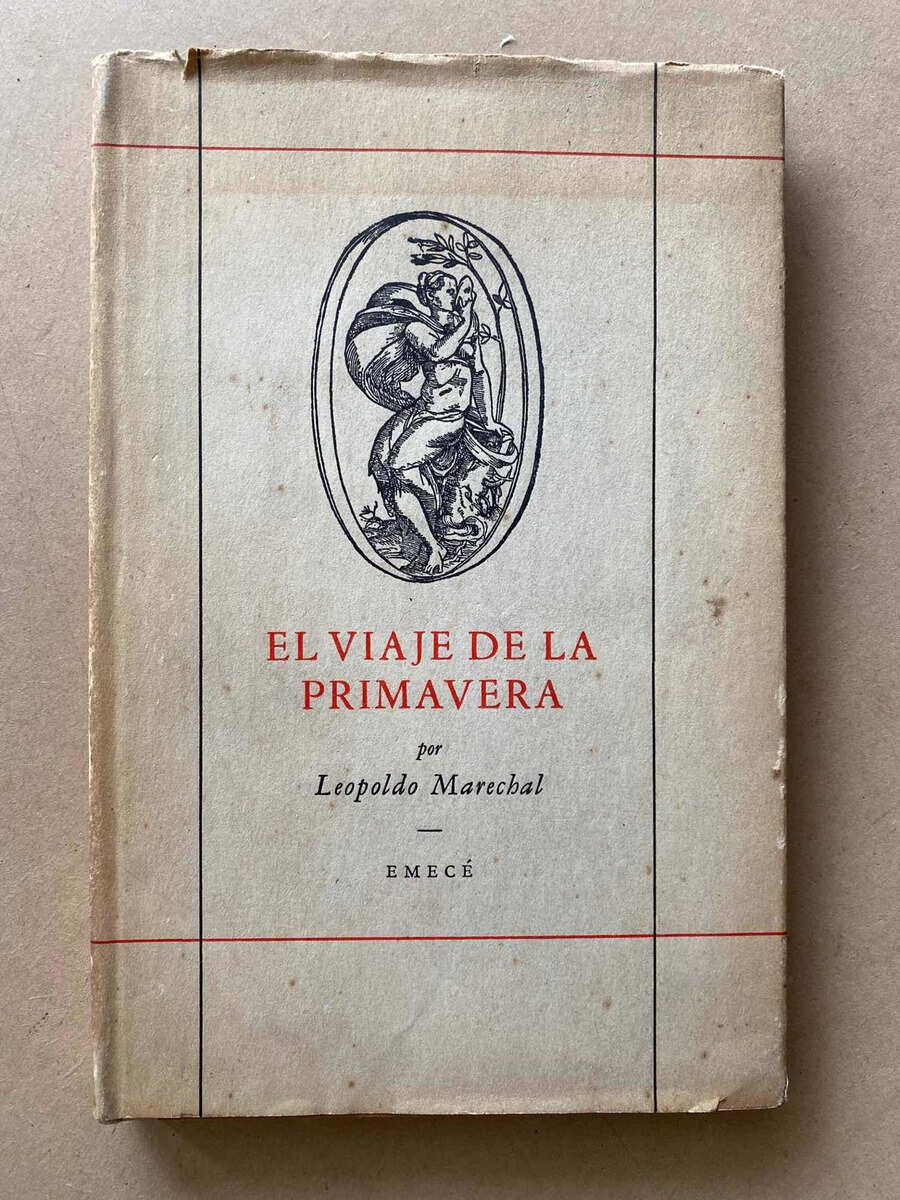 EL VIAJE DE LA
PRIMAVERA
por
Leopoldo Marechal
EMECÉ